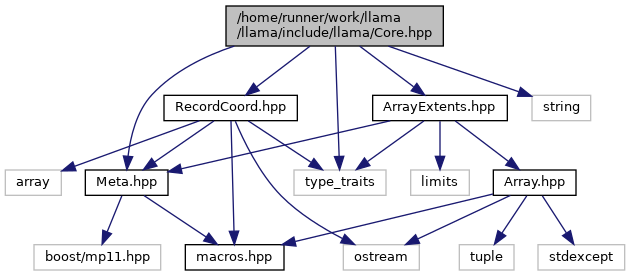 /home/runner/work/llama
/llama/include/llama/Core.hpp
RecordCoord.hpp
ArrayExtents.hpp
string
array
Meta.hpp
type_traits
limits
Array.hpp
boost/mp11.hpp
macros.hpp
ostream
tuple
stdexcept